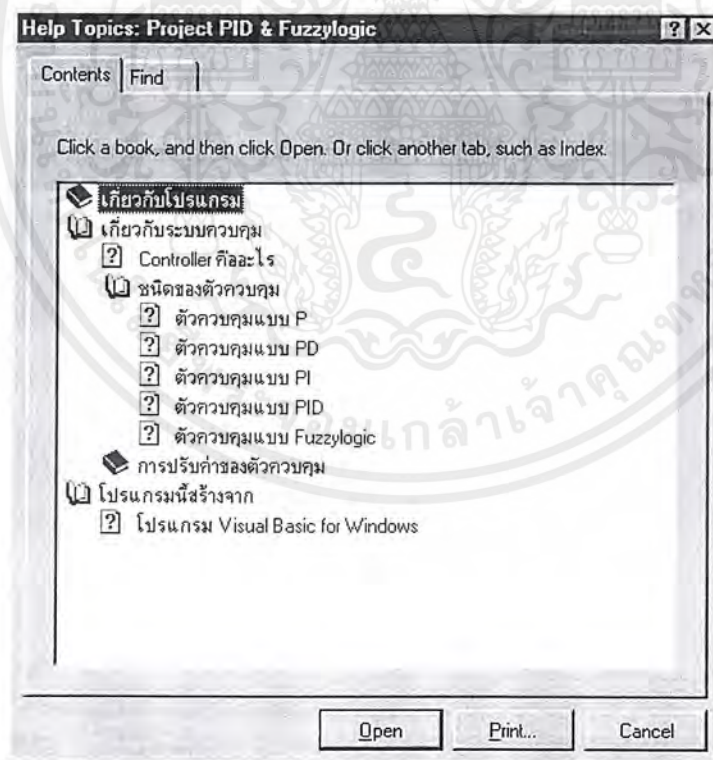 Help Topics: Project PID & Fuzzylogic
Contents Find
Click a book, and then click Open. Or click another tab, such as Index.
เกี่ยวกับโปรแกรม
เกี่ยวกับระบบควบคุม
Controller คืออะไร
ชนิดของตัวควบคุม
ตัวควบคุมแบบ P
ตัวควบคุมแบบ PD
ตัวควบคุมแบบ PI
ตัวควบคุมแบบ PID
ตัวควบคุมแบบ Fuzzylogic
การปรับค่าของตัวควบคุม
โปรแกรมนี้สร้างจาก
โปรแกรม Visual Basic for Windows
Open Print... Cancel